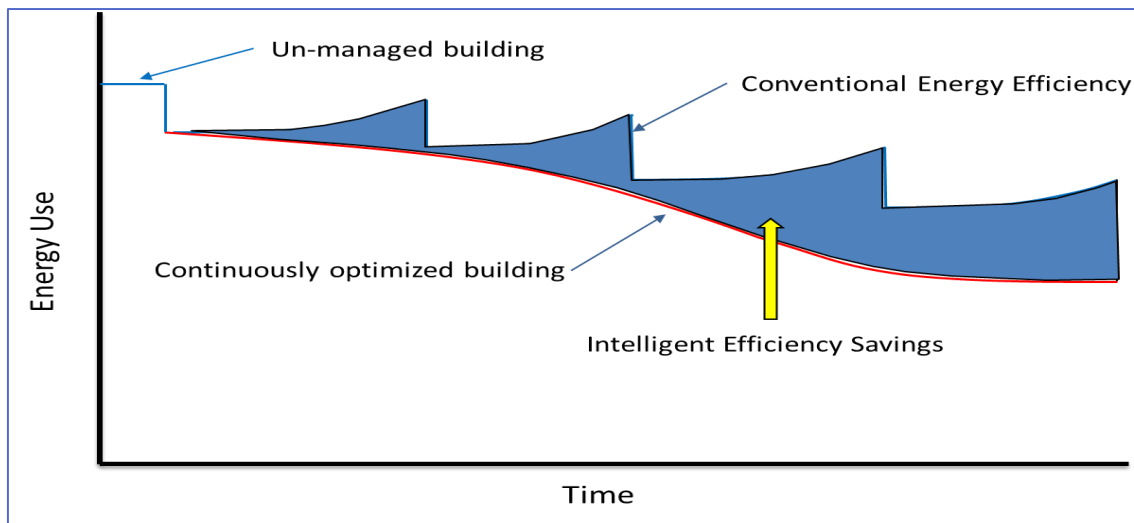 Un-managed building
Conventional Energy Efficiency
Continuously optimized building
Intelligent Efficiency Savings
Energy Use
Time